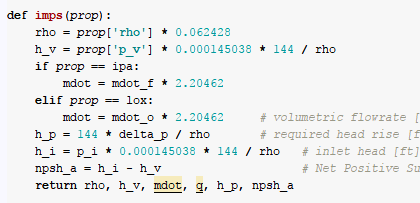 def imps(prop):
rho = prop['rho'] * 0.062428
h_v = prop['p_v'] * 0.000145038 * 144 / rho
if prop == ipa:
mdot = mdot_f * 2.20462
elif prop == lox:
mdot = mdot_o * 2.20462 # volumetric flowrate [
h_p = 144 * delta_p / rho # required head rise [f
h_i = p_i * 0.000145038 * 144 / rho # inlet head [ft]
npsh_a = h_i - h_v # Net Positive Su
return rho, h_v, mdot, q, h_p, npsh_a